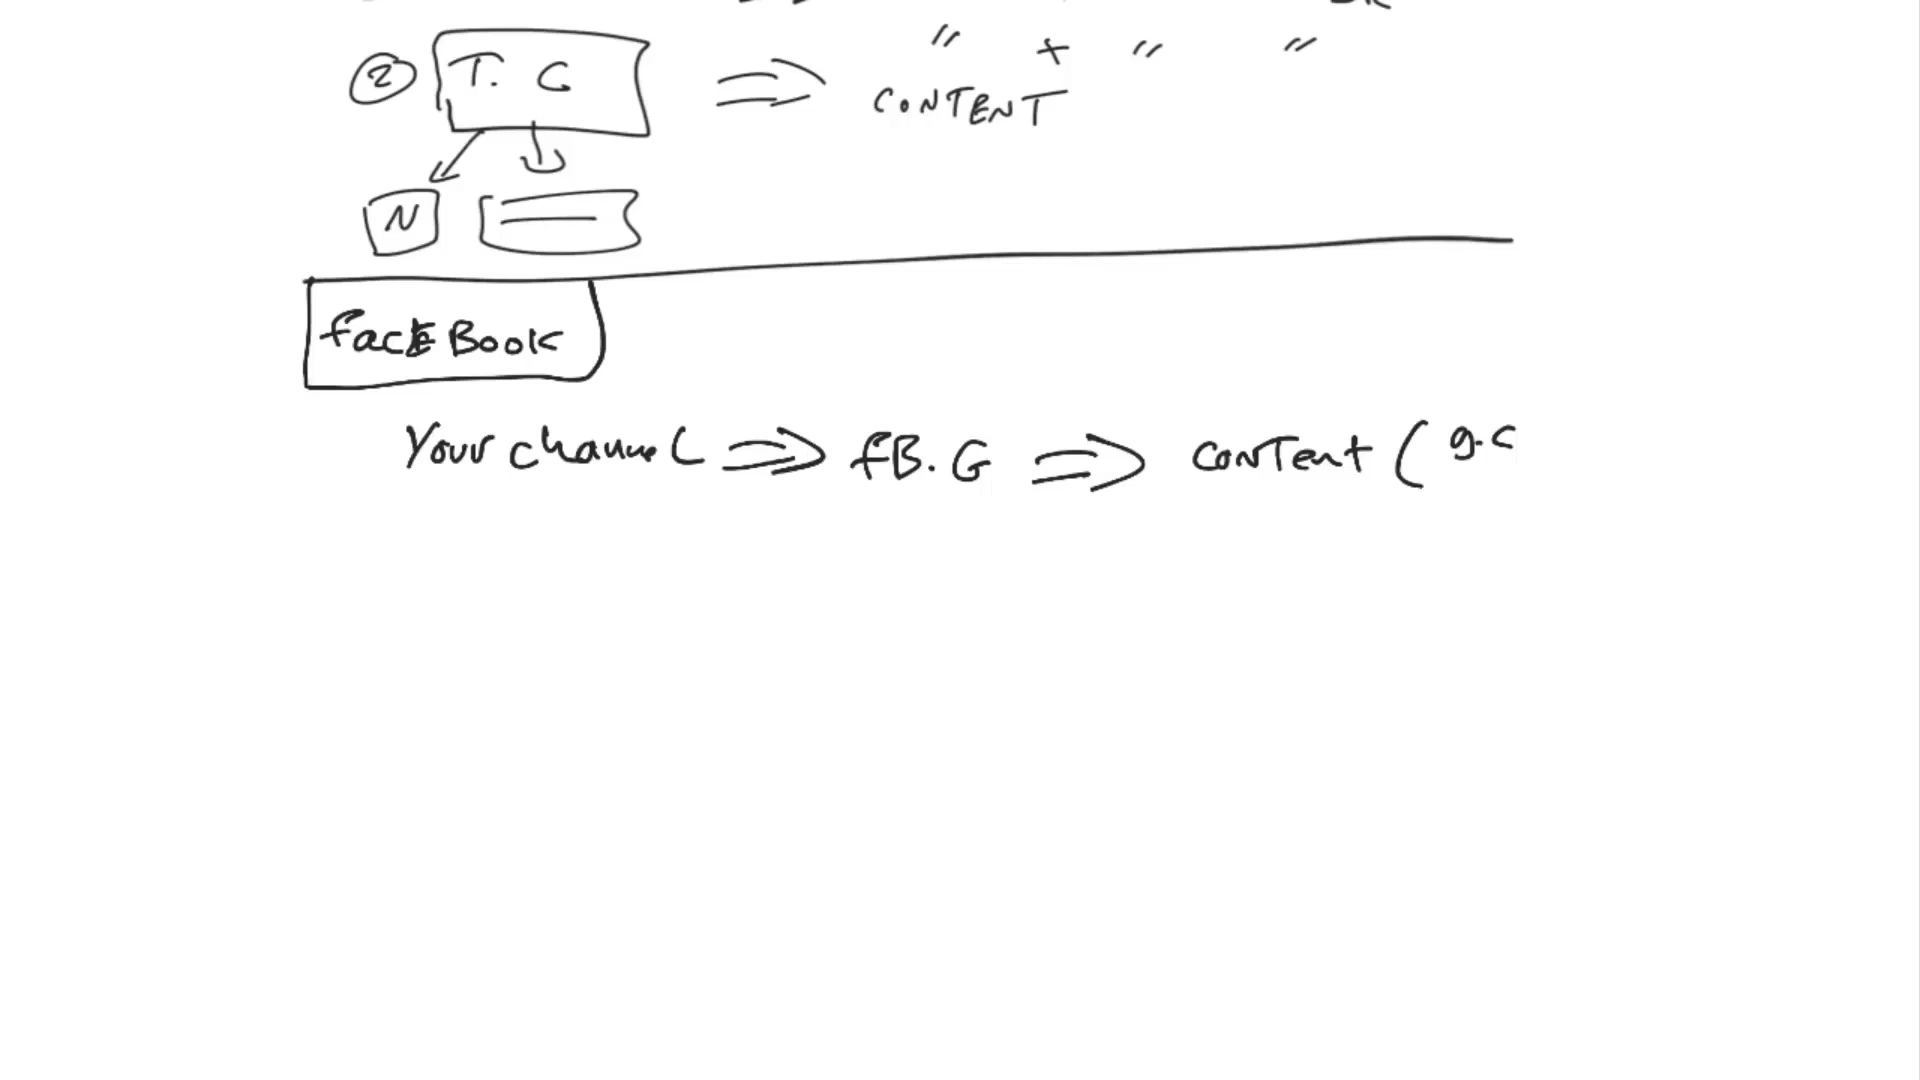 " + " "
② T. G => CONTENT
N
faceBook
Your channel => fB. G => content ( g.c